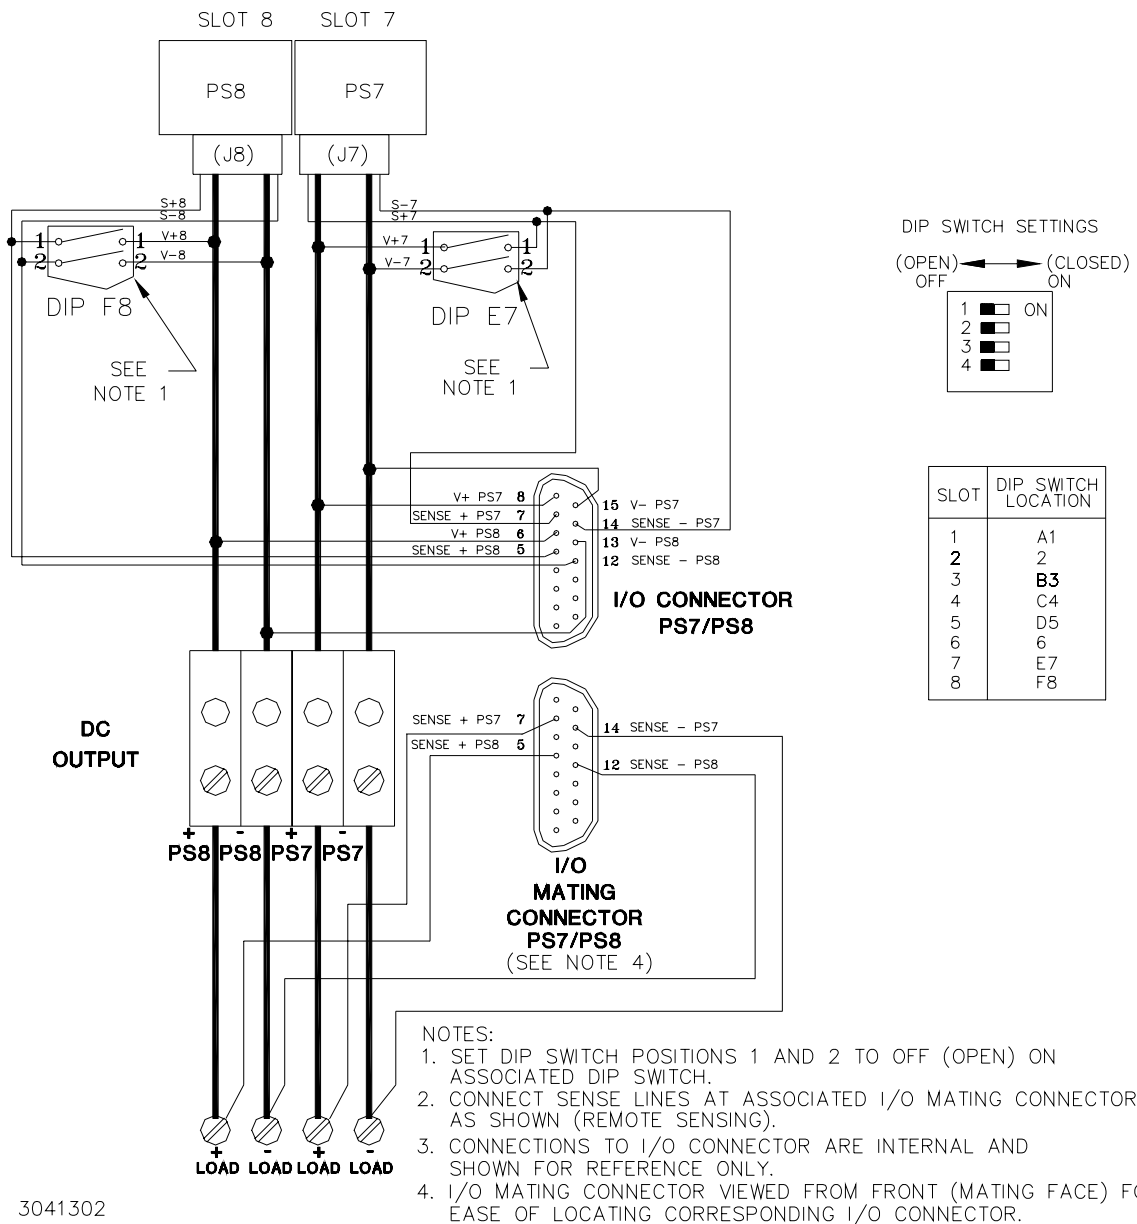 SLOT 8 SLOT 7
PS8 PS7
(J8) (J7)
S+8
S-8
S-7
S+7
1 V+8 1
2 V-8 2
V+7 1 1
V-7 2 2
DIP F8
DIP E7
SEE
NOTE 1
SEE
NOTE 1
DIP SWITCH SETTINGS
(OPEN) (CLOSED)
OFF ON
1 ON
2
3
4
SLOT DIP SWITCH
LOCATION
1 A1
2 2
3 B3
4 C4
5 D5
6 6
7 E7
8 F8
V+ PS7 8
SENSE + PS7 7
V+ PS8 6
SENSE + PS8 5
15 V- PS7
14 SENSE - PS7
13 V- PS8
12 SENSE - PS8
I/O CONNECTOR
PS7/PS8
DC
OUTPUT
SENSE + PS7 7
SENSE + PS8 5
14 SENSE - PS7
12 SENSE - PS8
+ - + -
PS8 PS8 PS7 PS7
I/O
MATING
CONNECTOR
PS7/PS8
(SEE NOTE 4)
+ - + -
LOAD LOAD LOAD LOAD
NOTES:
1. SET DIP SWITCH POSITIONS 1 AND 2 TO OFF (OPEN) ON
ASSOCIATED DIP SWITCH.
2. CONNECT SENSE LINES AT ASSOCIATED I/O MATING CONNECTOR
AS SHOWN (REMOTE SENSING).
3. CONNECTIONS TO I/O CONNECTOR ARE INTERNAL AND
SHOWN FOR REFERENCE ONLY.
4. I/O MATING CONNECTOR VIEWED FROM FRONT (MATING FACE)
EASE OF LOCATING CORRESPONDING I/O CONNECTOR.
3041302